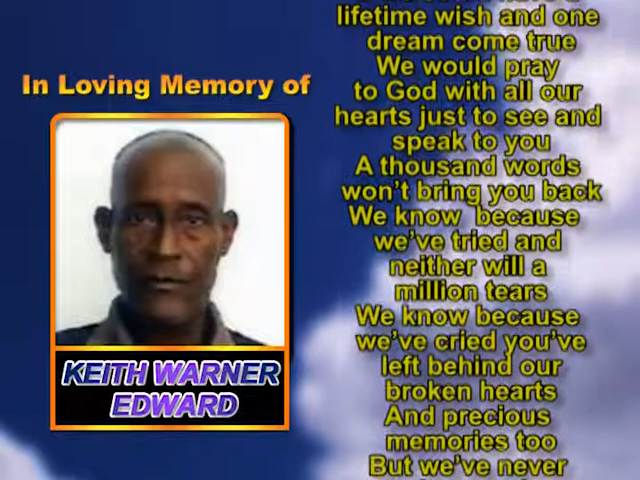 In Loving Memory of
KEITH WARNER
EDWARD
lifetime wish and one
dream come true
We would pray
to God with all our
hearts just to see and
speak to you
A thousand words
won't bring you back
We know because
we've tried and
neither will a
million tears
We know because
we've cried you've
left behind our
broken hearts
And precious
memories too
But we've never